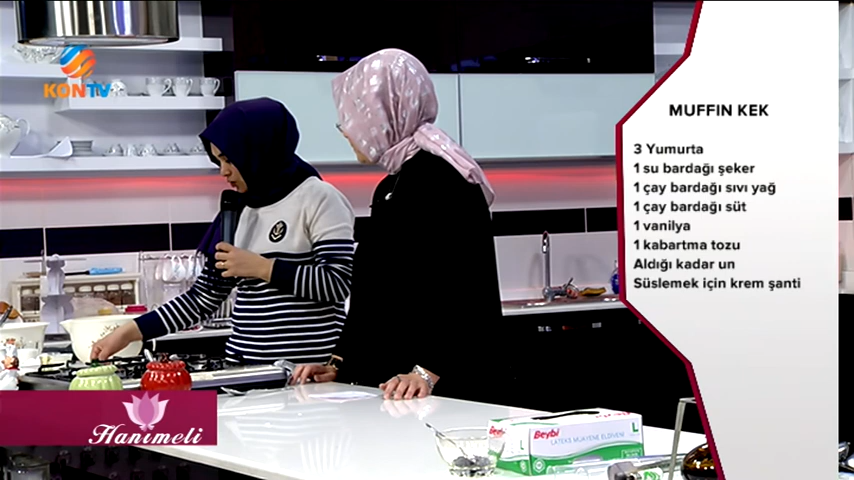 KONTV
MUFFIN KEK
3 Yumurta
1 su bardağı şeker
1 çay bardağı sıvı yağ
1 çay bardağı süt
1 vanilya
1 kabartma tozu
Aldığı kadar un
Süslemek için krem şanti
Hanımeli
Beybi
LATEKS MUAYENE ELDİVENİ
L